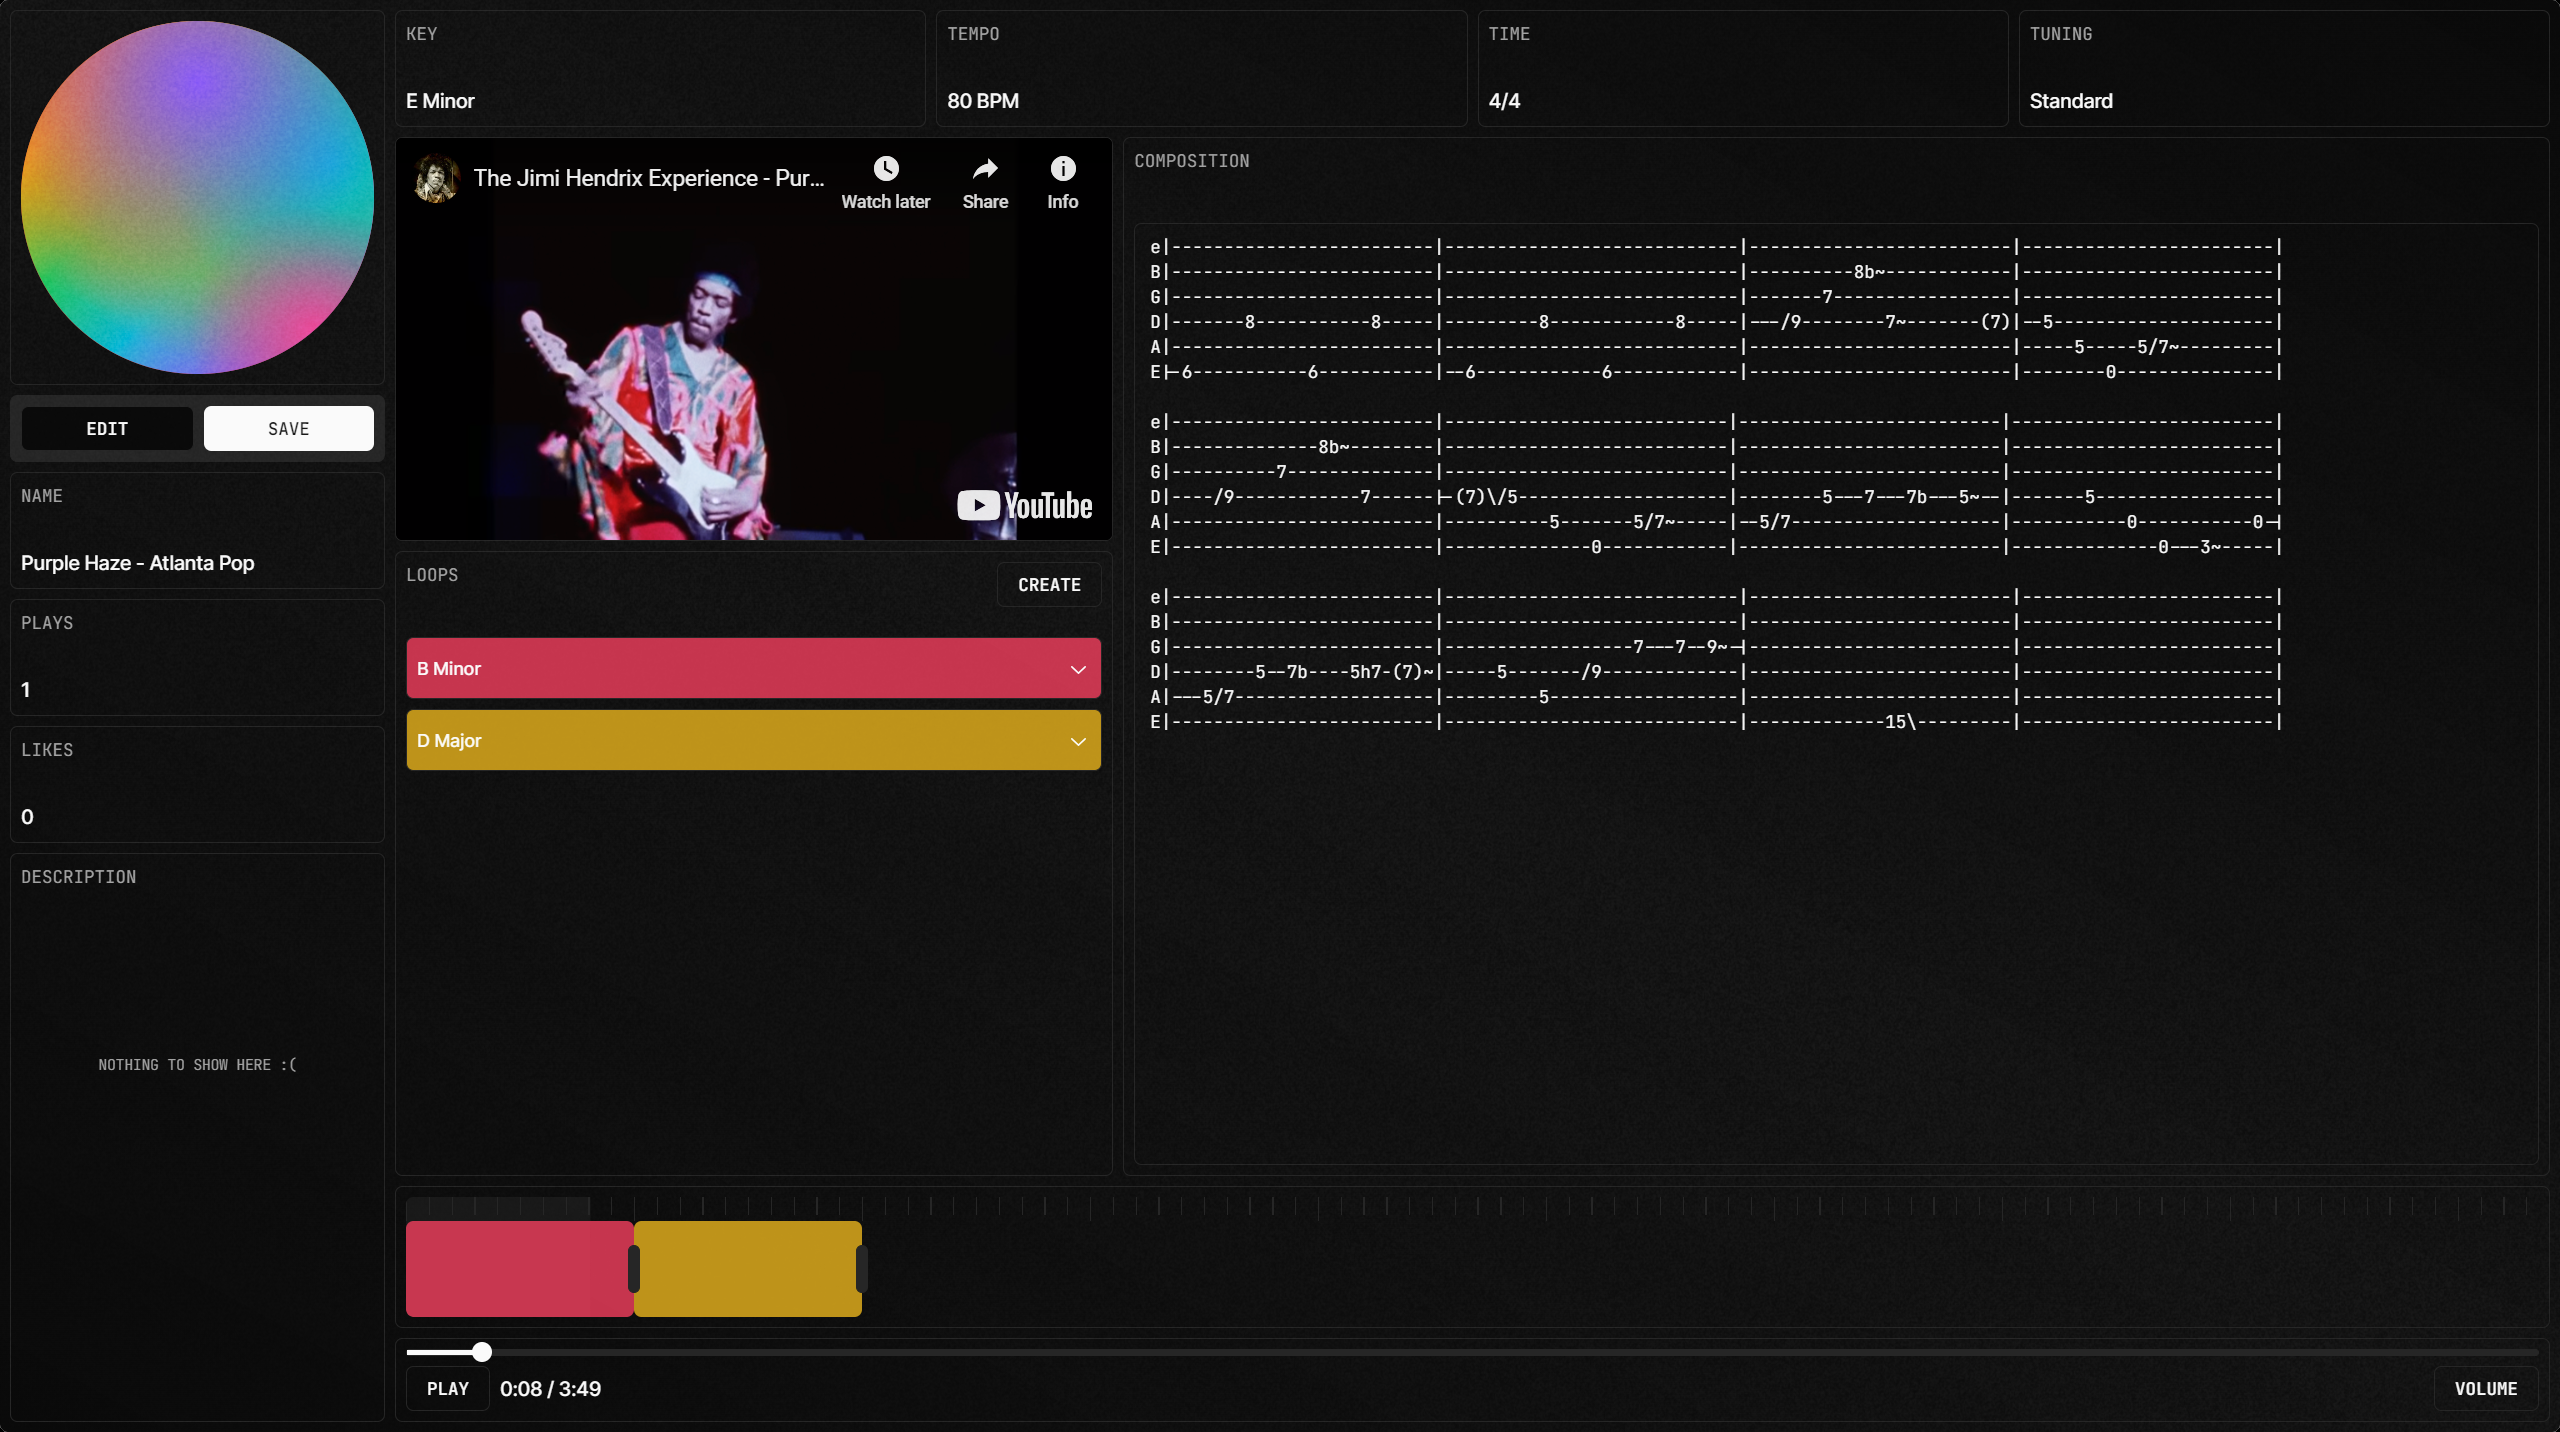 KEY
E Minor
TEMPO
80 BPM
TIME
4/4
TUNING
Standard
EDIT
SAVE
NAME
Purple Haze - Atlanta Pop
PLAYS
1
LIKES
0
DESCRIPTION
NOTHING TO SHOW HERE :(
The Jimi Hendrix Experience - Pur...
Watch later
Share
Info
YouTube
LOOPS
CREATE
B Minor
D Major
COMPOSITION
e|-------------------------|----------------------------|-------------------------|------------------------|
B|-------------------------|----------------------------|----------8b~------------|------------------------|
G|-------------------------|----------------------------|-------7-----------------|------------------------|
D|-------8-----------8-----|---------8------------8-----|---/9--------7~-------(7)|--5---------------------|
A|-------------------------|----------------------------|-------------------------|-----5-----5/7~---------|
E|-6-----------6-----------|--6------------6------------|-------------------------|--------0---------------|
e|-------------------------|---------------------------|-------------------------|-------------------------|
B|--------------8b~--------|---------------------------|-------------------------|-------------------------|
G|----------7--------------|---------------------------|-------------------------|-------------------------|
D|----/9------------7------|-(7)\/5--------------------|--------5---7---7b---5~--|-------5-----------------|
A|-------------------------|----------5-------5/7~-----|--5/7--------------------|-----------0-----------0-|
E|-------------------------|--------------0------------|-------------------------|--------------0---3~-----|
e|-------------------------|----------------------------|-------------------------|------------------------|
B|-------------------------|----------------------------|-------------------------|------------------------|
G|-------------------------|------------------7---7--9~-|-------------------------|------------------------|
D|--------5--7b----5h7-(7)~|-----5-------/9-------------|-------------------------|------------------------|
A|---5/7-------------------|---------5------------------|-------------------------|------------------------|
E|-------------------------|----------------------------|-------------15\---------|------------------------|
PLAY
0:08 / 3:49
VOLUME